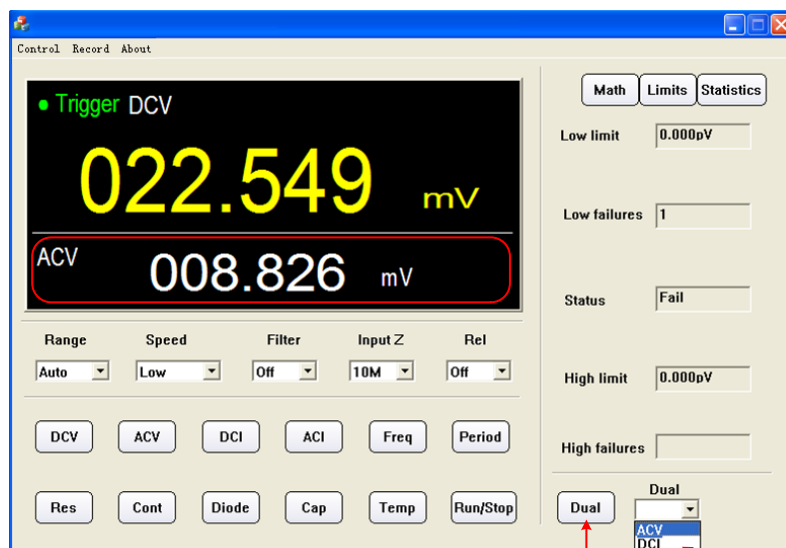 Control Record About
• Trigger DCV
022.549 mV
ACV 008.826 mV
Range Speed Filter Input Z Rel
Auto Low Off 10M Off
DCV ACV DCI ACI Freq Period
Res Cont Diode Cap Temp Run/Stop
Math Limits Statistics
Low limit 0.000pV
Low failures 1
Status Fail
High limit 0.000pV
High failures
Dual
Dual
ACV
DCI